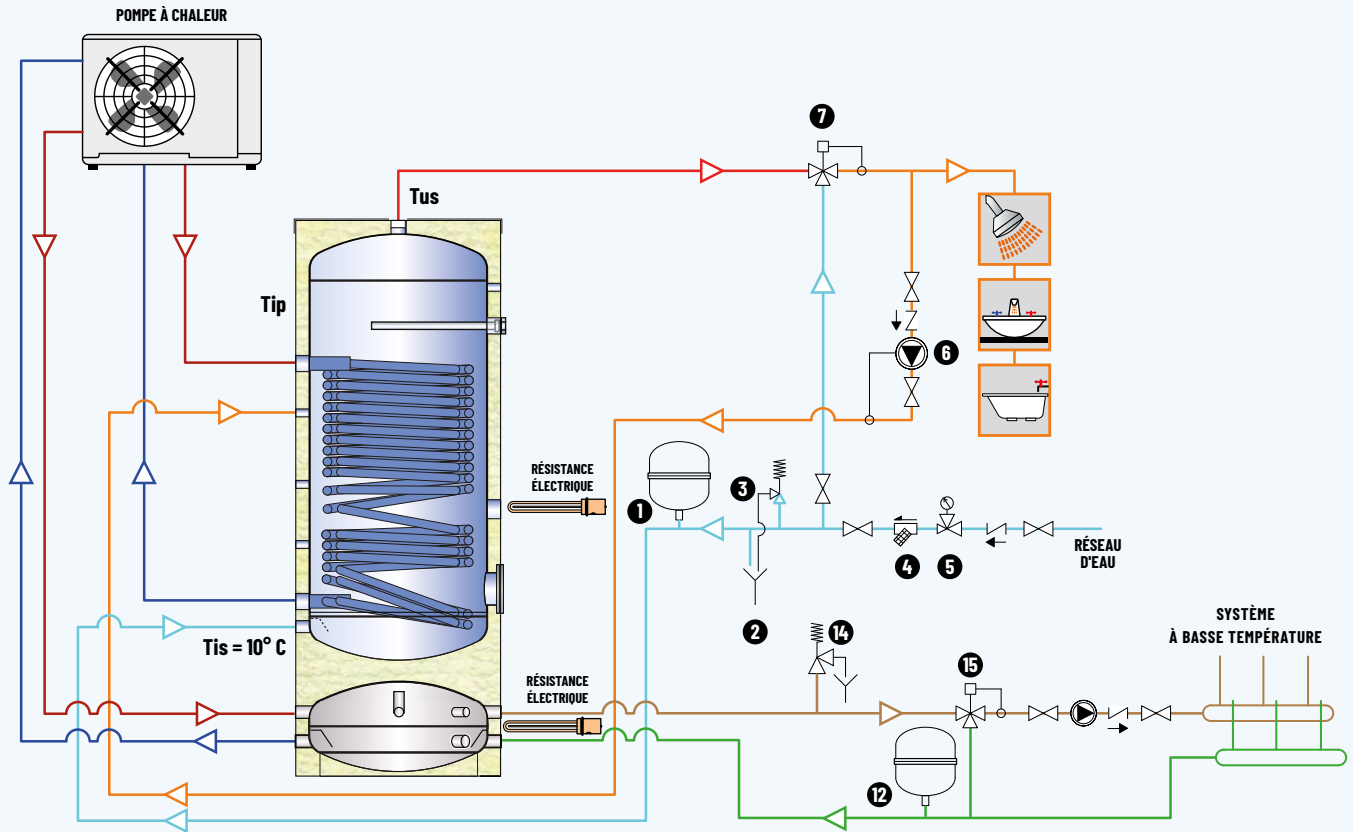 POMPE À CHALEUR
7
Tus
Tip
6
RÉSISTANCE
ÉLECTRIQUE
1
3
4
5
RÉSEAU
D'EAU
2
Tis = 10° C
14
SYSTÈME
À BASSE TEMPÉRATURE
15
RÉSISTANCE
ÉLECTRIQUE
12